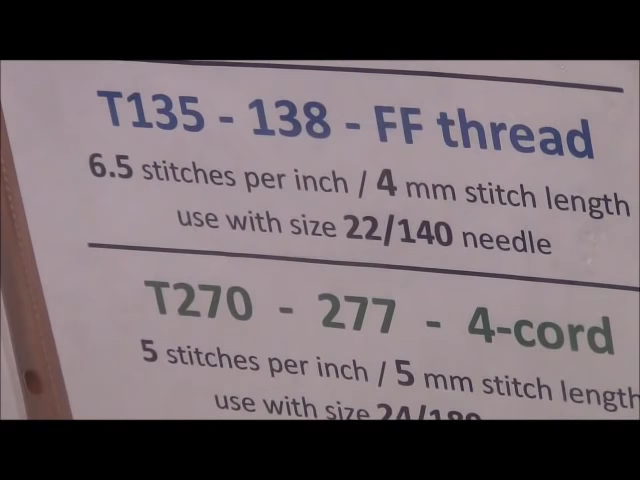 T135 - 138 - FF thread
6.5 stitches per inch / 4 mm stitch length
use with size 22/140 needle
T270 - 277 - 4-cord
5 stitches per inch / 5 mm stitch length
use with size